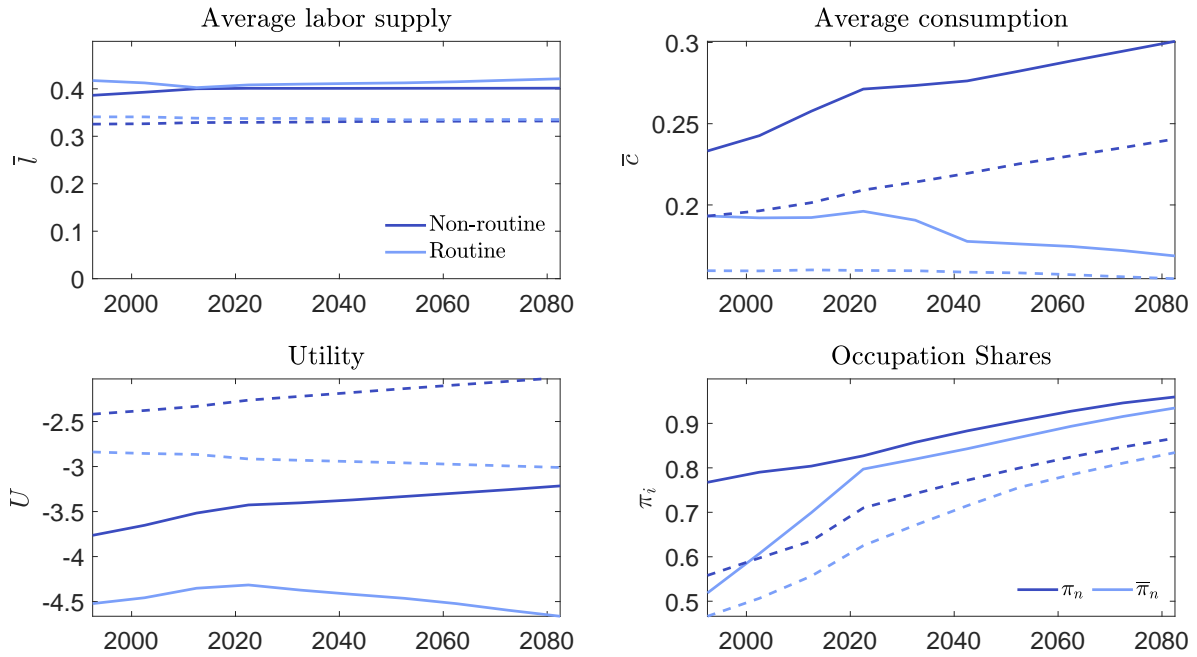 Average labor supply
0.4
0.3
0.2
0.1
0
l̅
Non-routine
Routine
2000 2020 2040 2060 2080
Average consumption
0.3
0.25
0.2
c̅
2000 2020 2040 2060 2080
Utility
-2.5
-3
-3.5
-4
-4.5
U
2000 2020 2040 2060 2080
Occupation Shares
0.9
0.8
0.7
0.6
0.5
πᵢ
πₙ π̅ₙ
2000 2020 2040 2060 2080